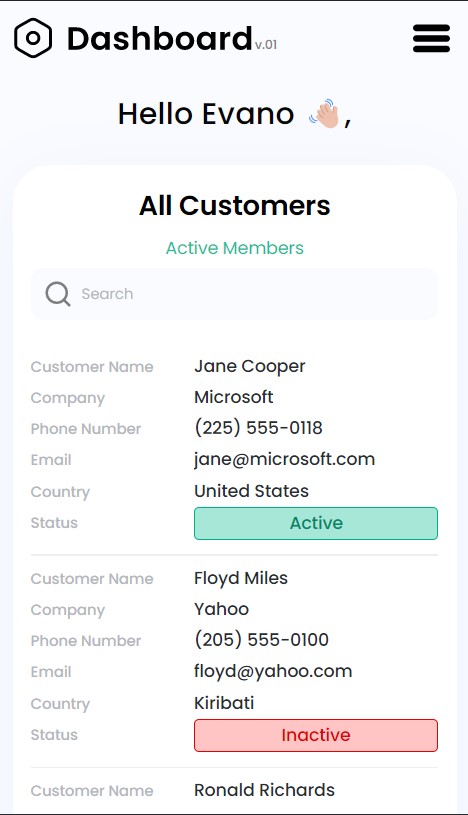 Dashboard v.01
Hello Evano 👋🏼,
All Customers
Active Members
Search
Customer Name Jane Cooper
Company Microsoft
Phone Number (225) 555-0118
Email jane@microsoft.com
Country United States
Status Active
Customer Name Floyd Miles
Company Yahoo
Phone Number (205) 555-0100
Email floyd@yahoo.com
Country Kiribati
Status Inactive
Customer Name Ronald Richards